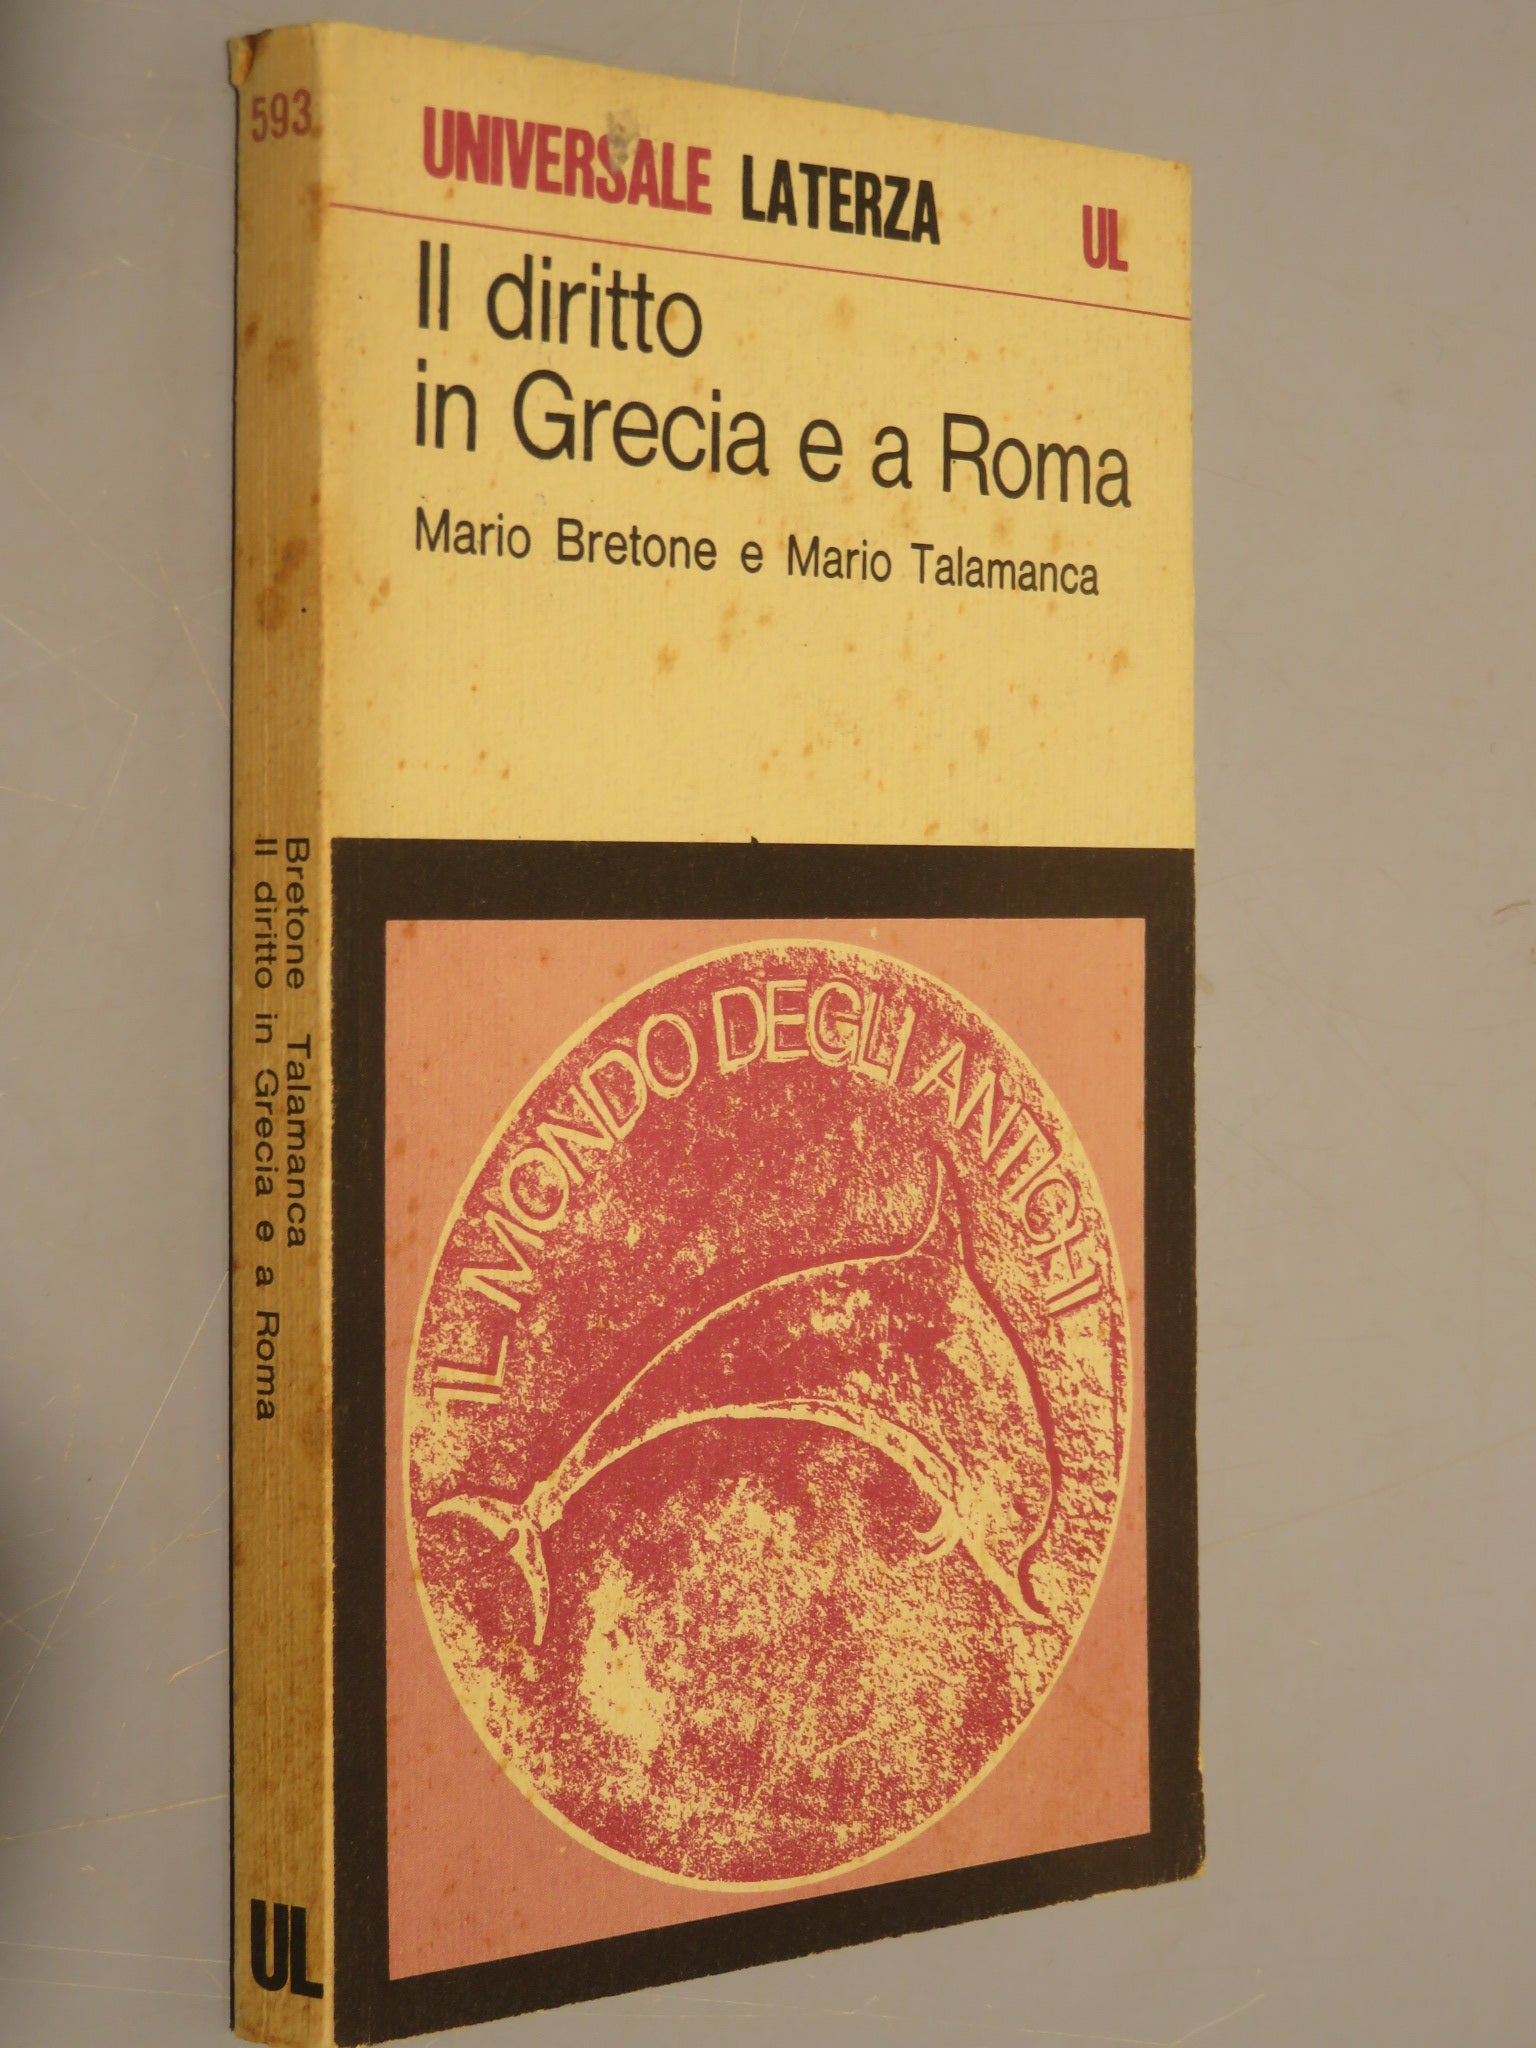 593
UNIVERSALE LATERZA
UL
Il diritto
in Grecia e a Roma
Mario Bretone e Mario Talamanca
IL MONDO DEGLI ANTICHI
Bretone Talamanca
Il diritto in Grecia e a Roma
UL